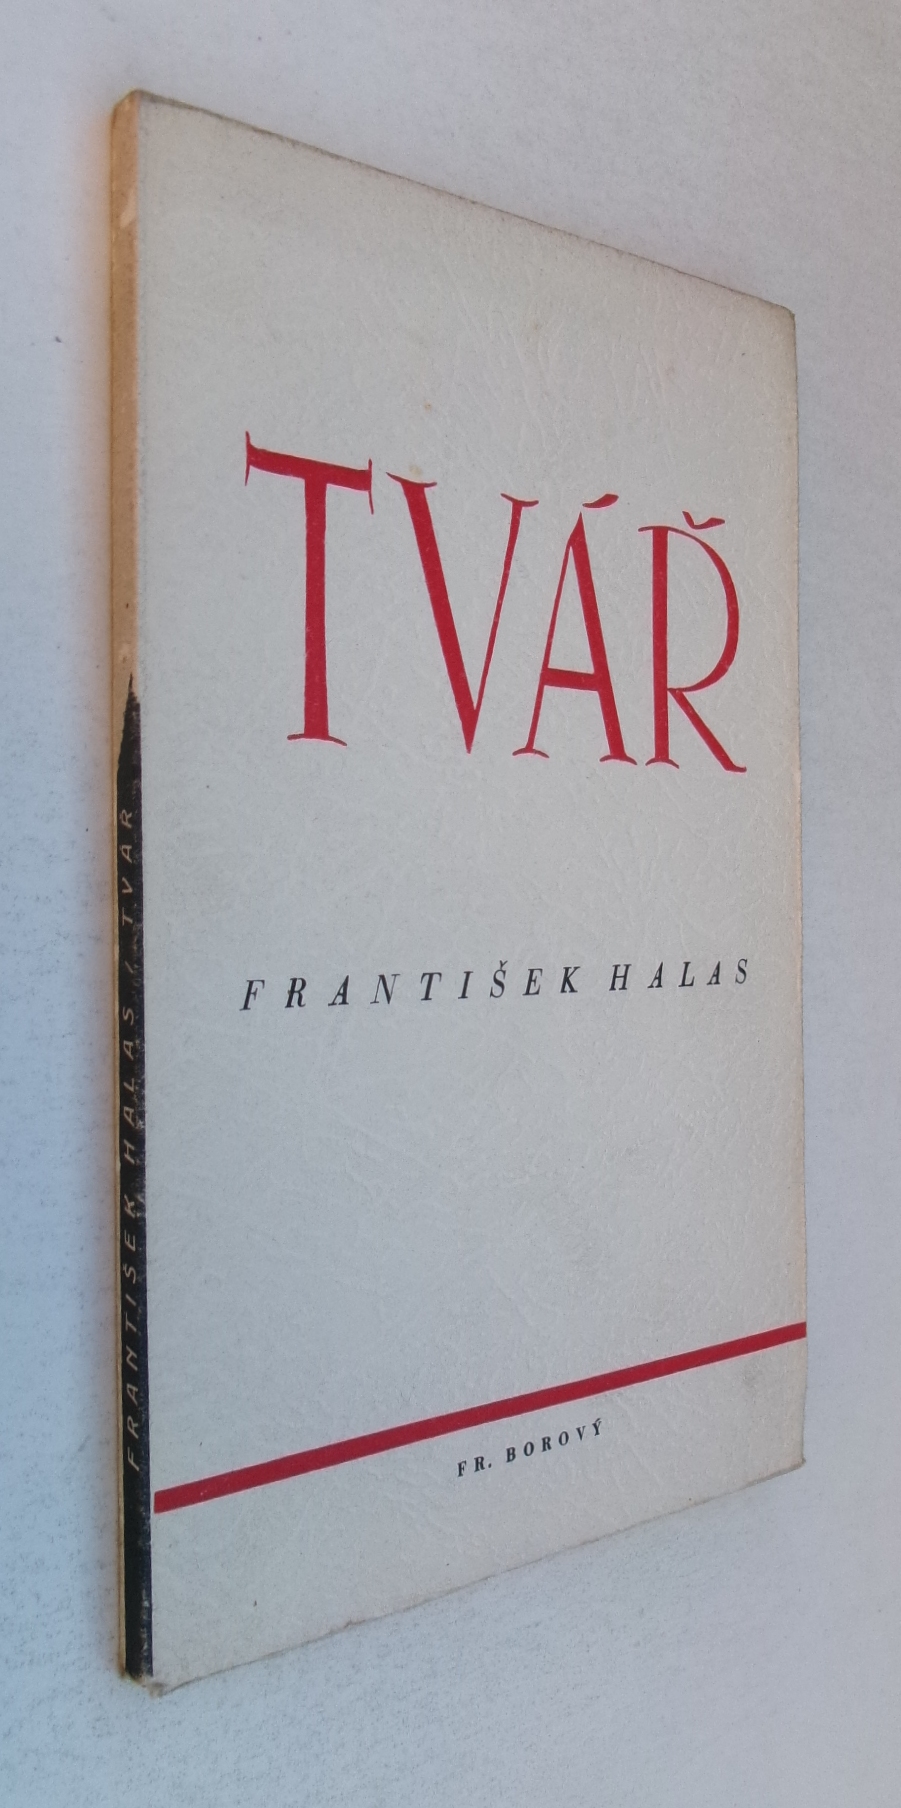 TVÁŘ
FRANTIŠEK HALAS
FR. BOROVÝ
FRANTIŠEK HALAS / TVÁŘ